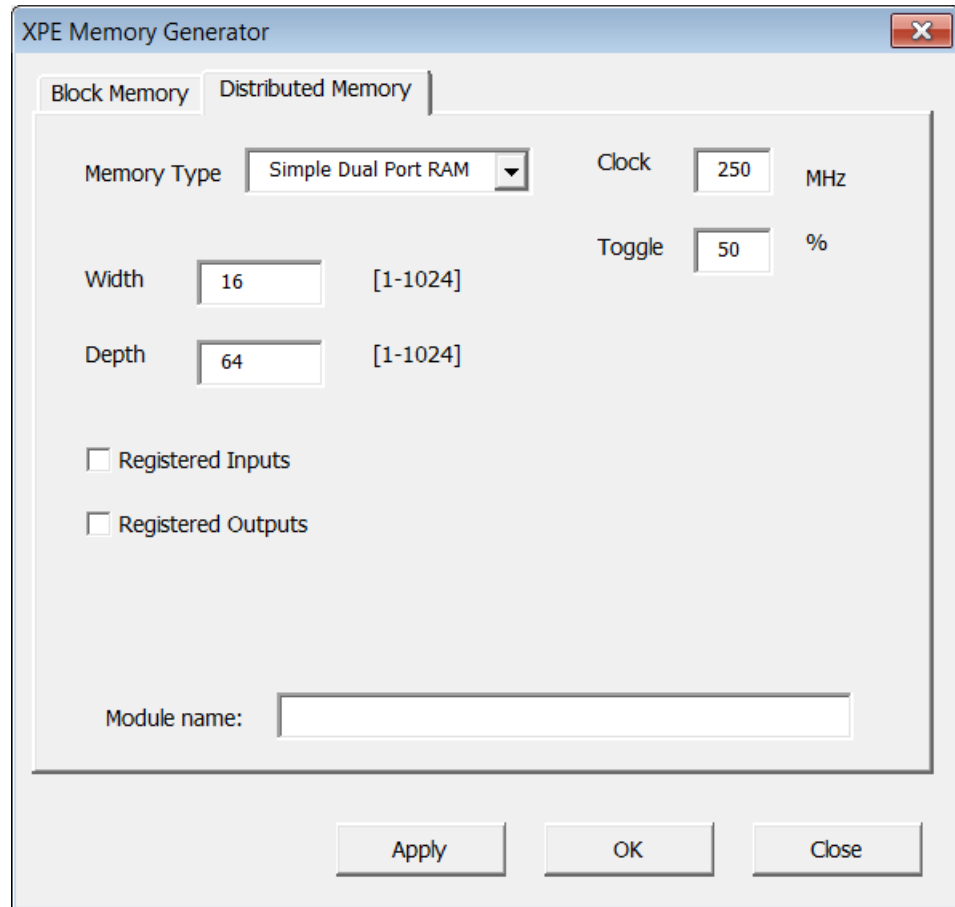 XPE Memory Generator
Block Memory Distributed Memory
Memory Type Simple Dual Port RAM Clock 250 MHz
Toggle 50 %
Width 16 [1-1024]
Depth 64 [1-1024]
Registered Inputs
Registered Outputs
Module name:
Apply OK Close